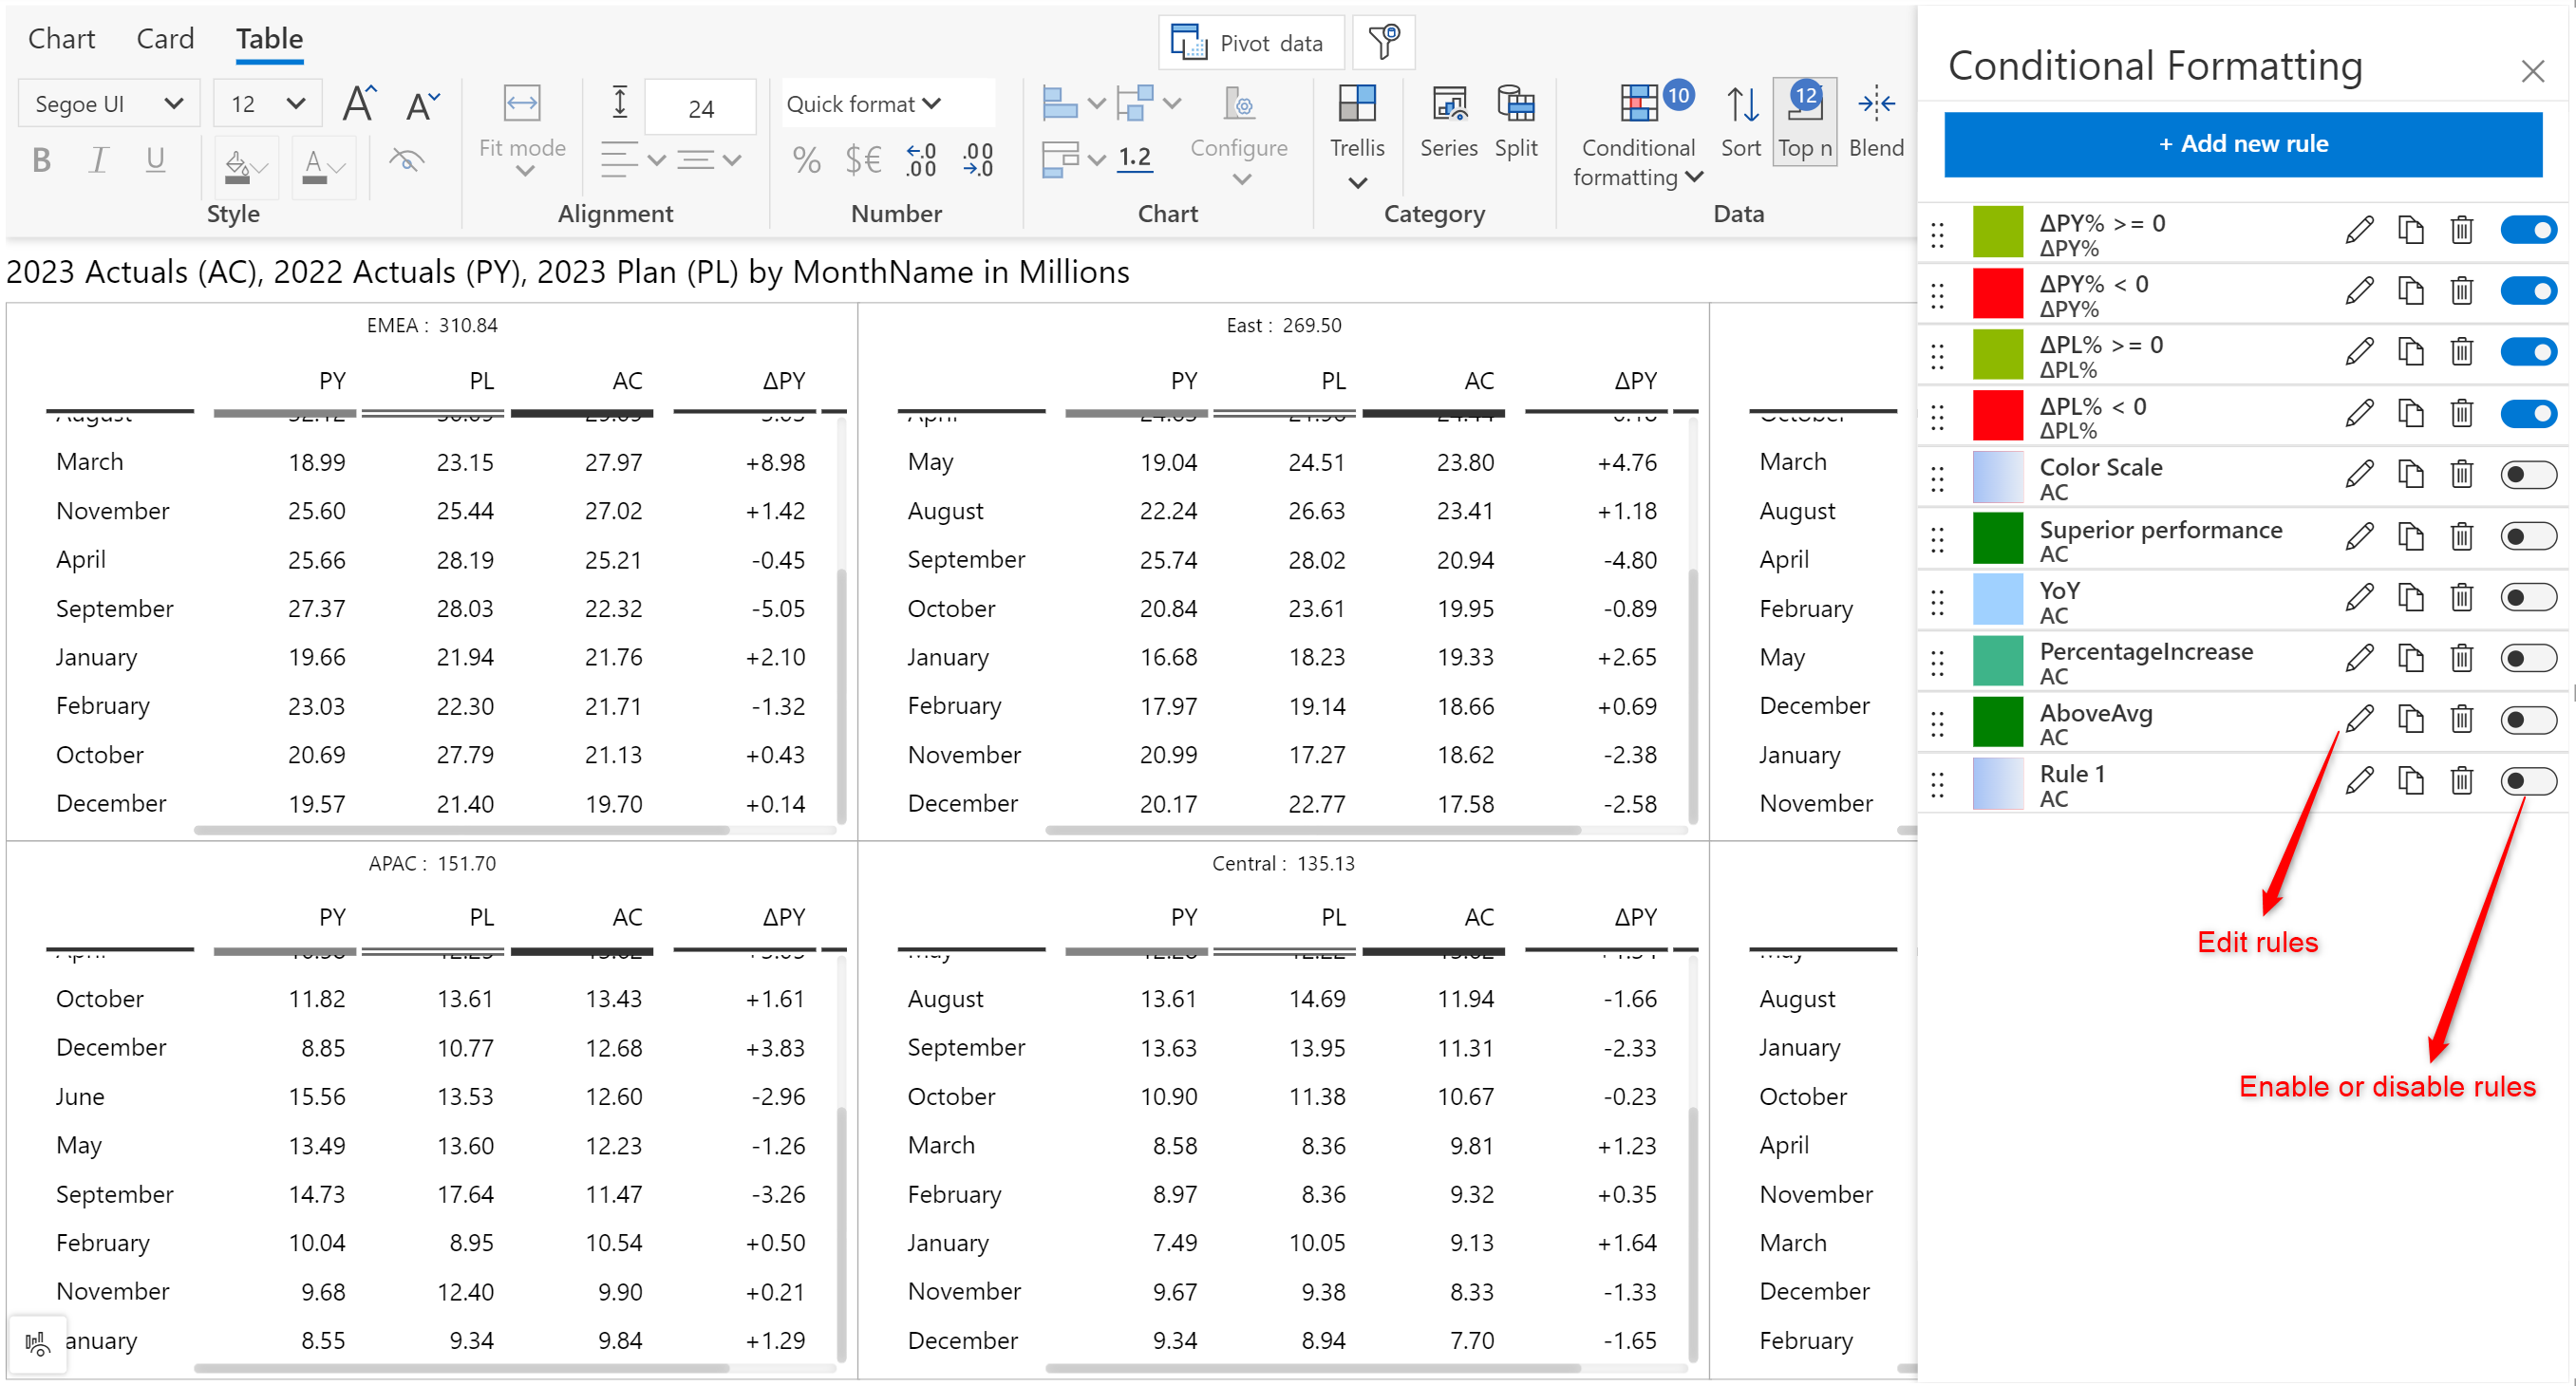 Chart Card Table
Pivot data
Segoe UI 12 24 Quick format
Fit mode Configure Trellis Series Split Conditional formatting 10 Sort Top n 12 Blend
B I U A % $€ 1.2
Style Alignment Number Chart Category Data
2023 Actuals (AC), 2022 Actuals (PY), 2023 Plan (PL) by MonthName in Millions
EMEA : 310.84
PY PL AC ΔPY
March 18.99 23.15 27.97 +8.98
November 25.60 25.44 27.02 +1.42
April 25.66 28.19 25.21 -0.45
September 27.37 28.03 22.32 -5.05
January 19.66 21.94 21.76 +2.10
February 23.03 22.30 21.71 -1.32
October 20.69 27.79 21.13 +0.43
December 19.57 21.40 19.70 +0.14
East : 269.50
PY PL AC ΔPY
May 19.04 24.51 23.80 +4.76
August 22.24 26.63 23.41 +1.18
September 25.74 28.02 20.94 -4.80
October 20.84 23.61 19.95 -0.89
January 16.68 18.23 19.33 +2.65
February 17.97 19.14 18.66 +0.69
November 20.99 17.27 18.62 -2.38
December 20.17 22.77 17.58 -2.58
March
August
April
February
May
December
January
November
APAC : 151.70
PY PL AC ΔPY
October 11.82 13.61 13.43 +1.61
December 8.85 10.77 12.68 +3.83
June 15.56 13.53 12.60 -2.96
May 13.49 13.60 12.23 -1.26
September 14.73 17.64 11.47 -3.26
February 10.04 8.95 10.54 +0.50
November 9.68 12.40 9.90 +0.21
anuary 8.55 9.34 9.84 +1.29
Central : 135.13
PY PL AC ΔPY
August 13.61 14.69 11.94 -1.66
September 13.63 13.95 11.31 -2.33
October 10.90 11.38 10.67 -0.23
March 8.58 8.36 9.81 +1.23
February 8.97 8.36 9.32 +0.35
January 7.49 10.05 9.13 +1.64
November 9.67 9.38 8.33 -1.33
December 9.34 8.94 7.70 -1.65
August
January
October
April
November
March
December
February
Conditional Formatting
+ Add new rule
ΔPY% >= 0
ΔPY%
ΔPY% < 0
ΔPY%
ΔPL% >= 0
ΔPL%
ΔPL% < 0
ΔPL%
Color Scale
AC
Superior performance
AC
YoY
AC
PercentageIncrease
AC
AboveAvg
AC
Rule 1
AC
Edit rules
Enable or disable rules